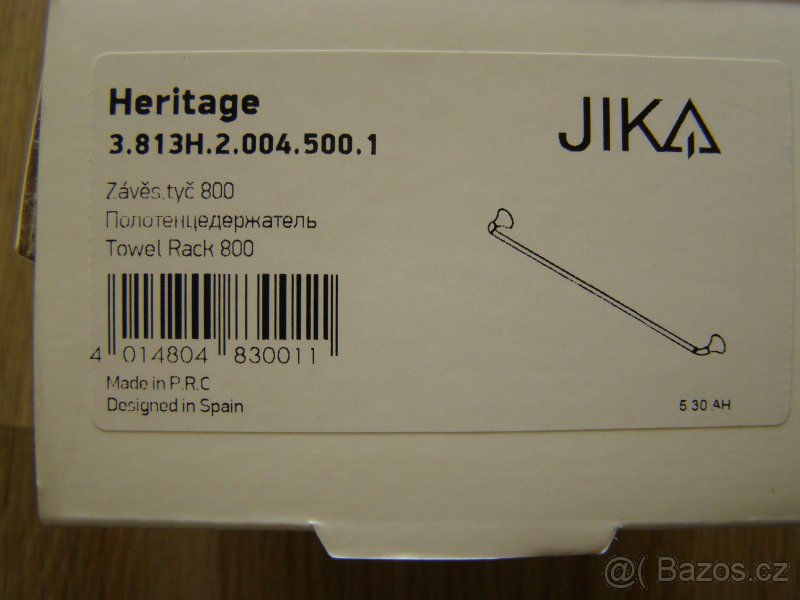 Heritage
3.813H.2.004.500.1
JIKA
Závěs.tyč 800
Полотенцедержатель
Towel Rack 800
4 014804 830011
Made in P.R.C
Designed in Spain
5 30 AH
@( Bazos.cz